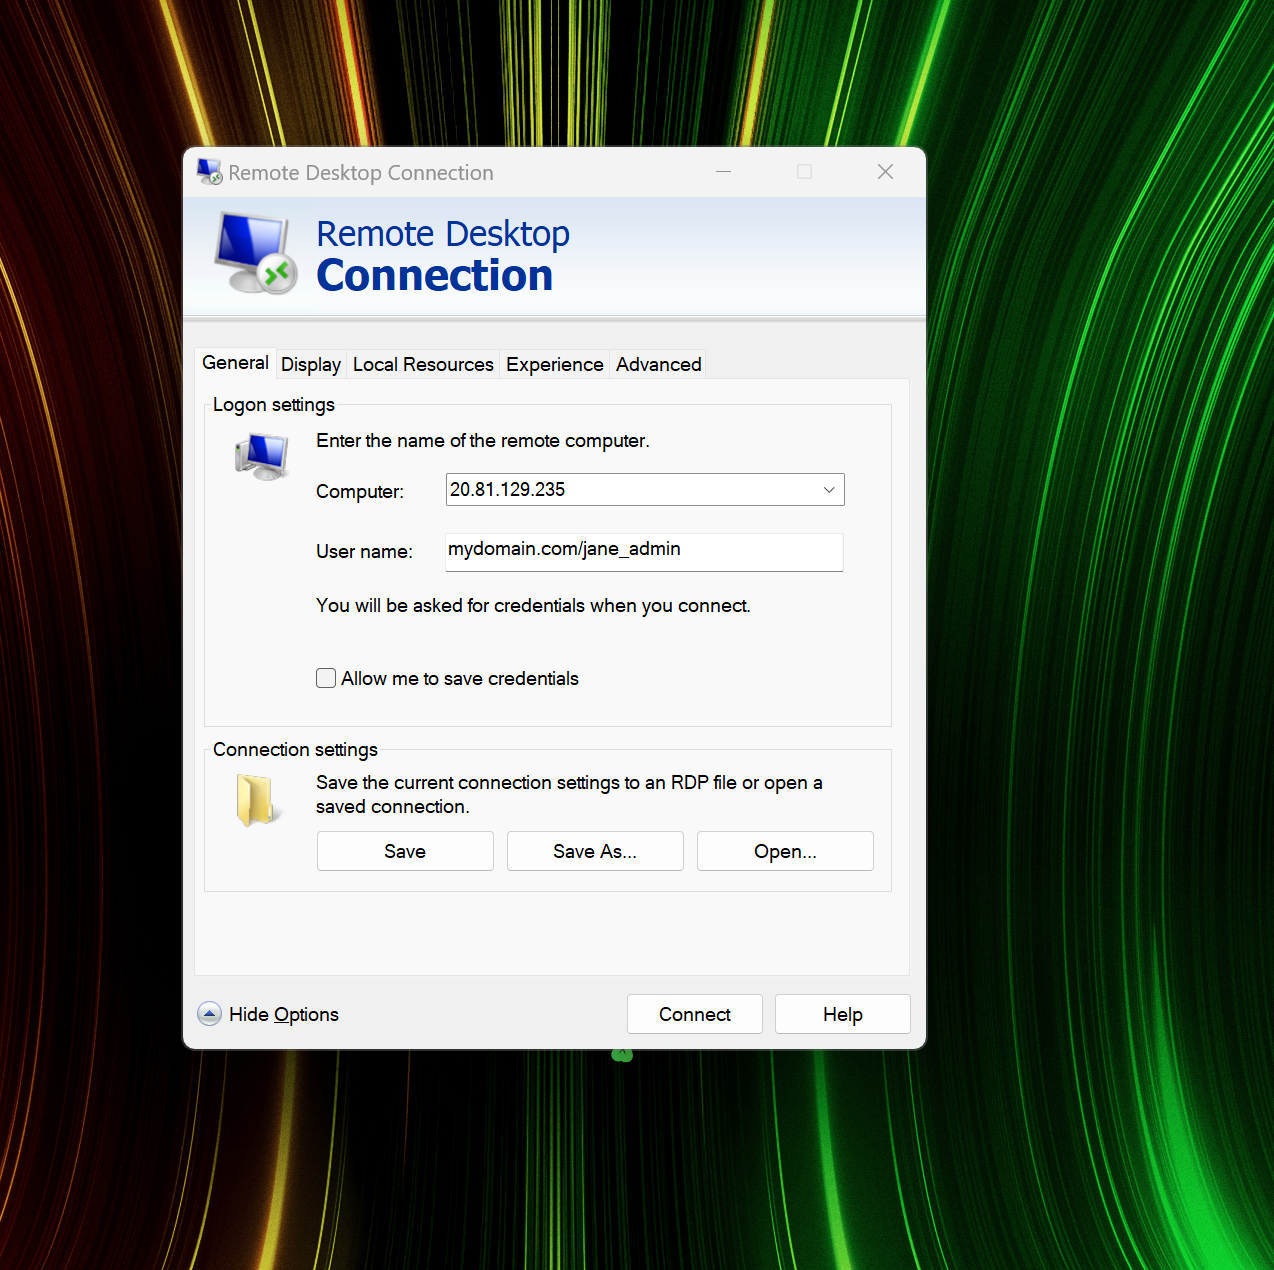 Remote Desktop Connection
Remote Desktop
Connection
General Display Local Resources Experience Advanced
Logon settings
Enter the name of the remote computer.
Computer: 20.81.129.235
User name: mydomain.com/jane_admin
You will be asked for credentials when you connect.
Allow me to save credentials
Connection settings
Save the current connection settings to an RDP file or open a
saved connection.
Save Save As... Open...
Hide Options Connect Help